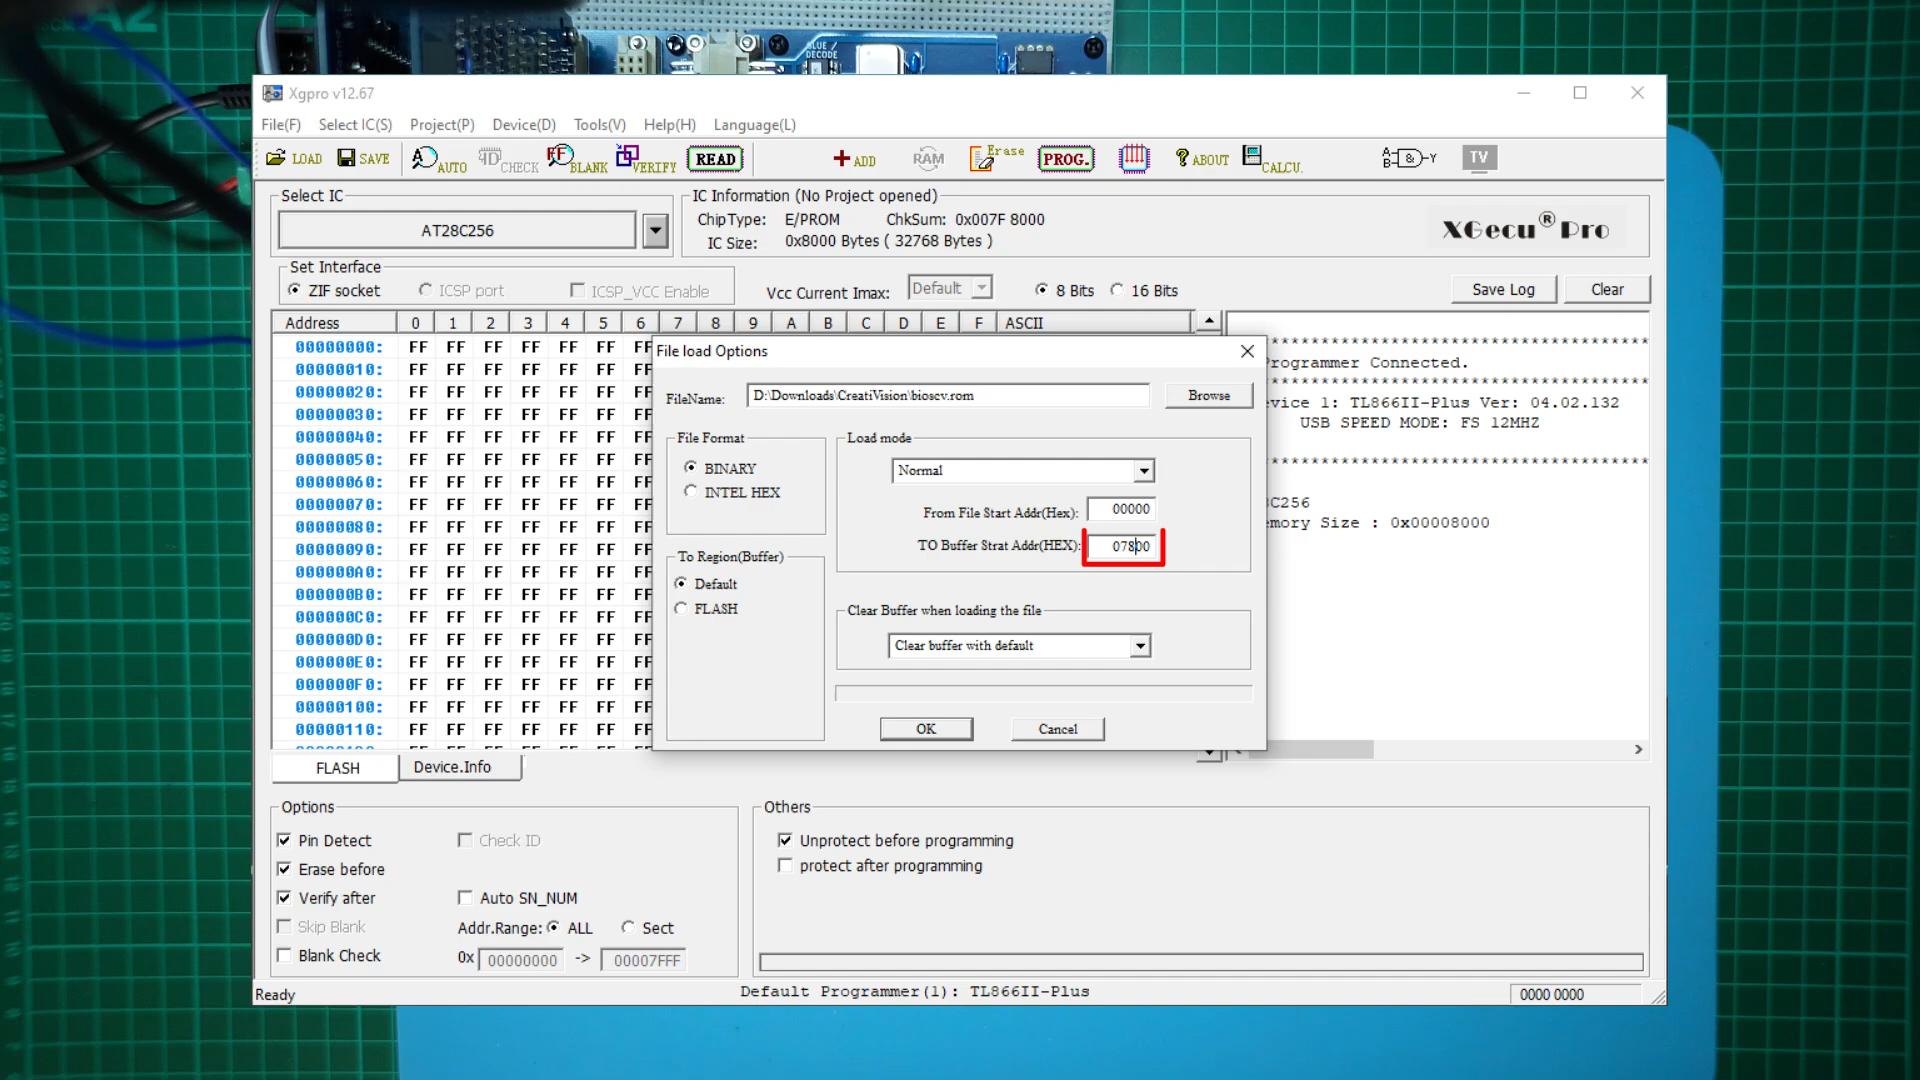 BLUE
DECODE
Xgpro v12.67
File(F) Select IC(S) Project(P) Device(D) Tools(V) Help(H) Language(L)
LOAD SAVE AUTO CHECK BLANK VERIFY READ ADD RAM Erase PROG. ABOUT CALCU. TV
Select IC
AT28C256
IC Information (No Project opened)
ChipType: E/PROM ChkSum: 0x007F 8000
IC Size: 0x8000 Bytes ( 32768 Bytes )
XGecu® Pro
Set Interface
ZIF socket ICSP port ICSP_VCC Enable
Vcc Current Imax: Default 8 Bits 16 Bits
Save Log Clear
Address 0 1 2 3 4 5 6 7 8 9 A B C D E F ASCII
00000000: FF FF FF FF FF FF FF
00000010: FF FF FF FF FF FF FF
00000020: FF FF FF FF FF FF FF
00000030: FF FF FF FF FF FF FF
00000040: FF FF FF FF FF FF FF
00000050: FF FF FF FF FF FF FF
00000060: FF FF FF FF FF FF FF
00000070: FF FF FF FF FF FF FF
00000080: FF FF FF FF FF FF FF
00000090: FF FF FF FF FF FF FF
000000A0: FF FF FF FF FF FF FF
000000B0: FF FF FF FF FF FF FF
000000C0: FF FF FF FF FF FF FF
000000D0: FF FF FF FF FF FF FF
000000E0: FF FF FF FF FF FF FF
000000F0: FF FF FF FF FF FF FF
00000100: FF FF FF FF FF FF FF
00000110: FF FF FF FF FF FF FF
File load Options
FileName: D:\Downloads\CreatiVision\bioscv.rom Browse
File Format
BINARY
INTEL HEX
To Region(Buffer)
Default
FLASH
Load mode
Normal
From File Start Addr(Hex): 00000
TO Buffer Strat Addr(HEX): 07800
Clear Buffer when loading the file
Clear buffer with default
OK Cancel
****************************************
rogrammer Connected.
****************************************
vice 1: TL866II-Plus Ver: 04.02.132
USB SPEED MODE: FS 12MHZ
****************************************
C256
mory Size : 0x00008000
FLASH Device.Info
Options
Pin Detect Check ID
Erase before
Verify after Auto SN_NUM
Skip Blank Addr.Range: ALL Sect
Blank Check 0x 00000000 -> 00007FFF
Others
Unprotect before programming
protect after programming
Ready
Default Programmer(1): TL866II-Plus
0000 0000